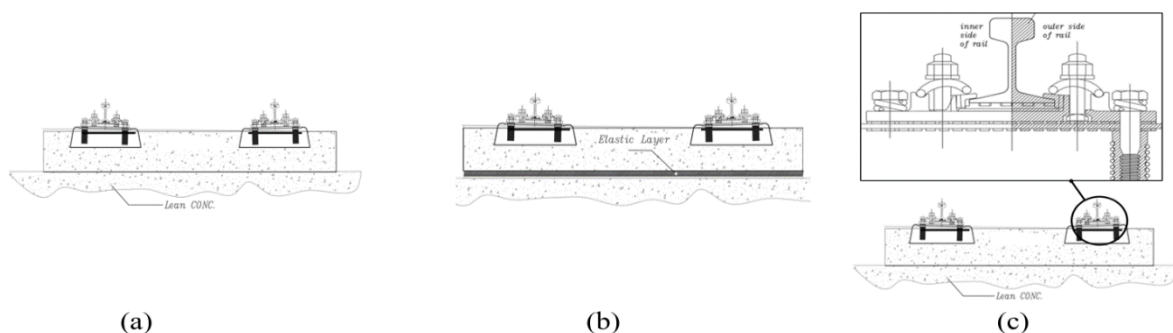 Lean CONC.
(a)
Elastic Layer
(b)
inner
side
of rail
outer side
of rail
Lean CONC.
(c)